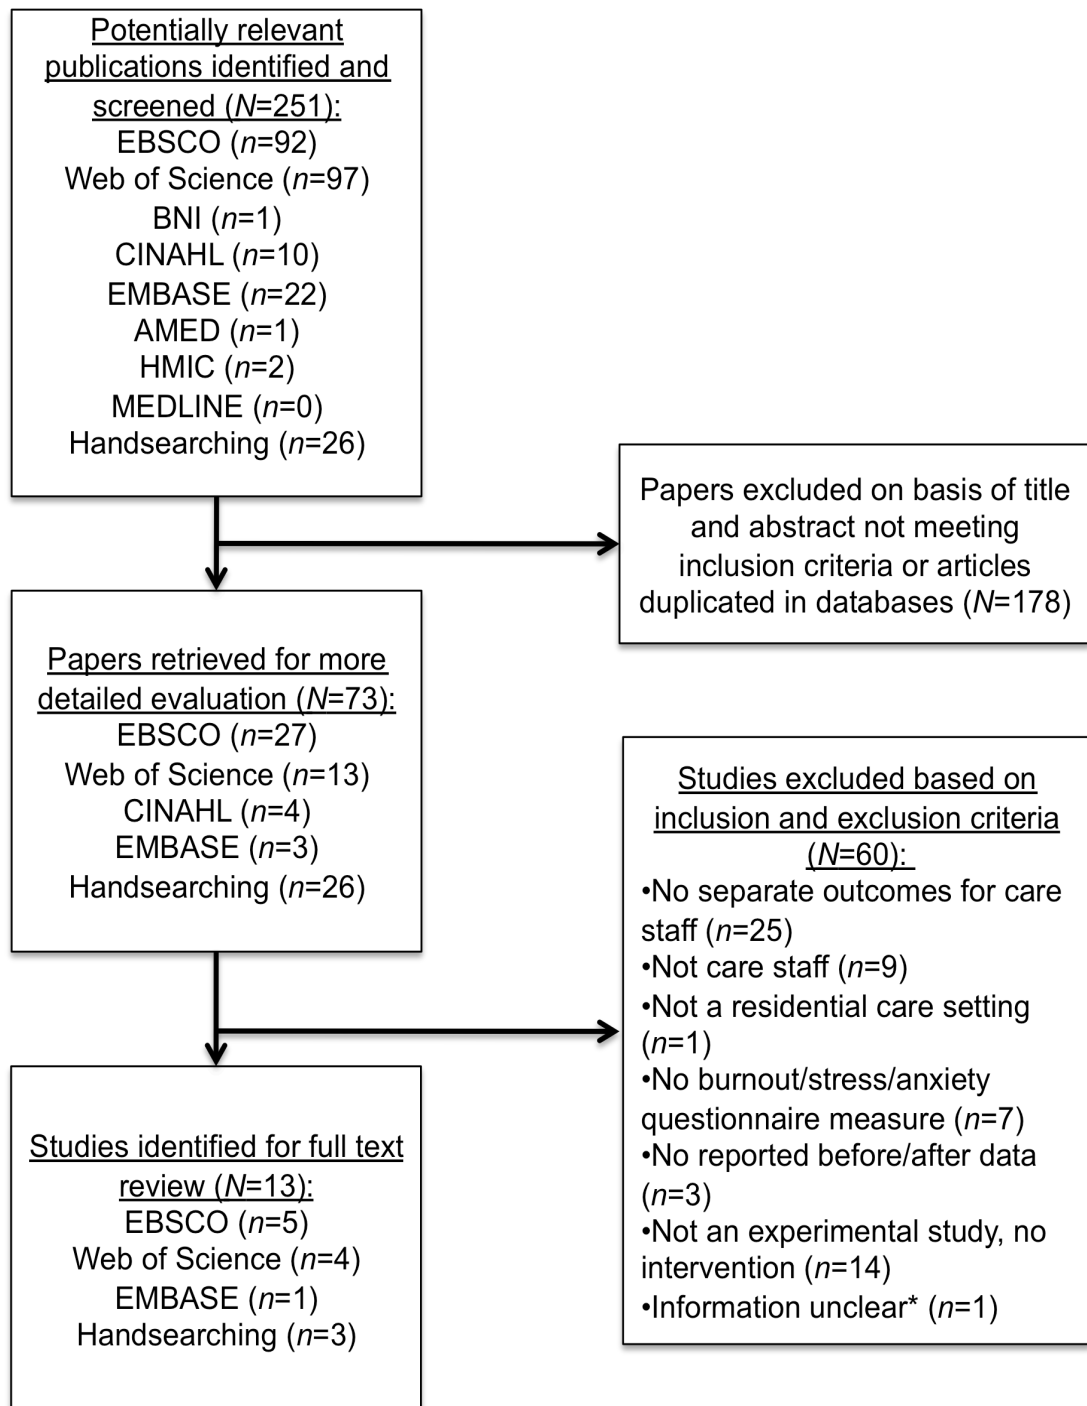 Potentially relevant
publications identified and
screened (N=251):
EBSCO (n=92)
Web of Science (n=97)
BNI (n=1)
CINAHL (n=10)
EMBASE (n=22)
AMED (n=1)
HMIC (n=2)
MEDLINE (n=0)
Handsearching (n=26)
Papers excluded on basis of title
and abstract not meeting
inclusion criteria or articles
duplicated in databases (N=178)
Papers retrieved for more
detailed evaluation (N=73):
EBSCO (n=27)
Web of Science (n=13)
CINAHL (n=4)
EMBASE (n=3)
Handsearching (n=26)
Studies excluded based on
inclusion and exclusion criteria
(N=60):
•No separate outcomes for care
staff (n=25)
•Not care staff (n=9)
•Not a residential care setting
(n=1)
•No burnout/stress/anxiety
questionnaire measure (n=7)
•No reported before/after data
(n=3)
•Not an experimental study, no
intervention (n=14)
•Information unclear* (n=1)
Studies identified for full text
review (N=13):
EBSCO (n=5)
Web of Science (n=4)
EMBASE (n=1)
Handsearching (n=3)